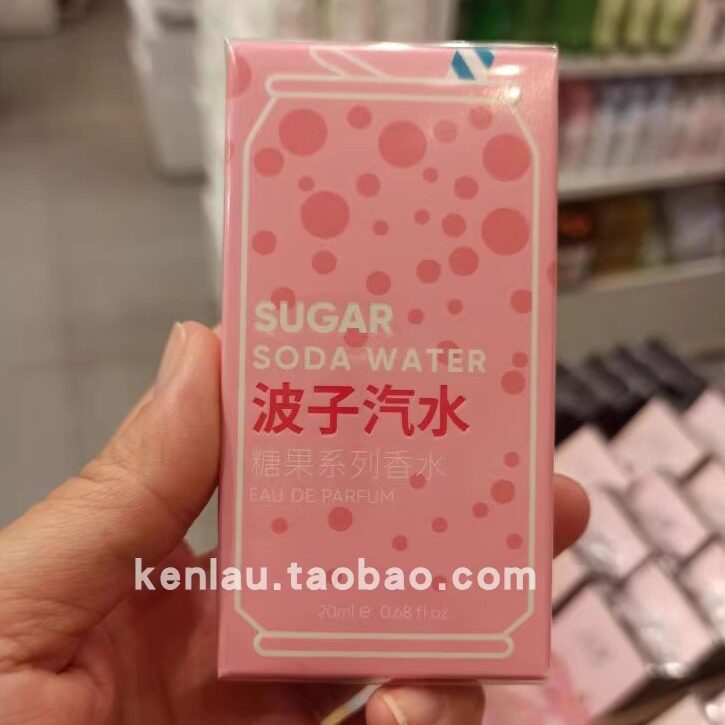 SUGAR
SODA WATER
波子汽水
糖果系列香水
EAU DE PARFUM
kenlau.taobao.com
20ml e 0.68 fl.oz